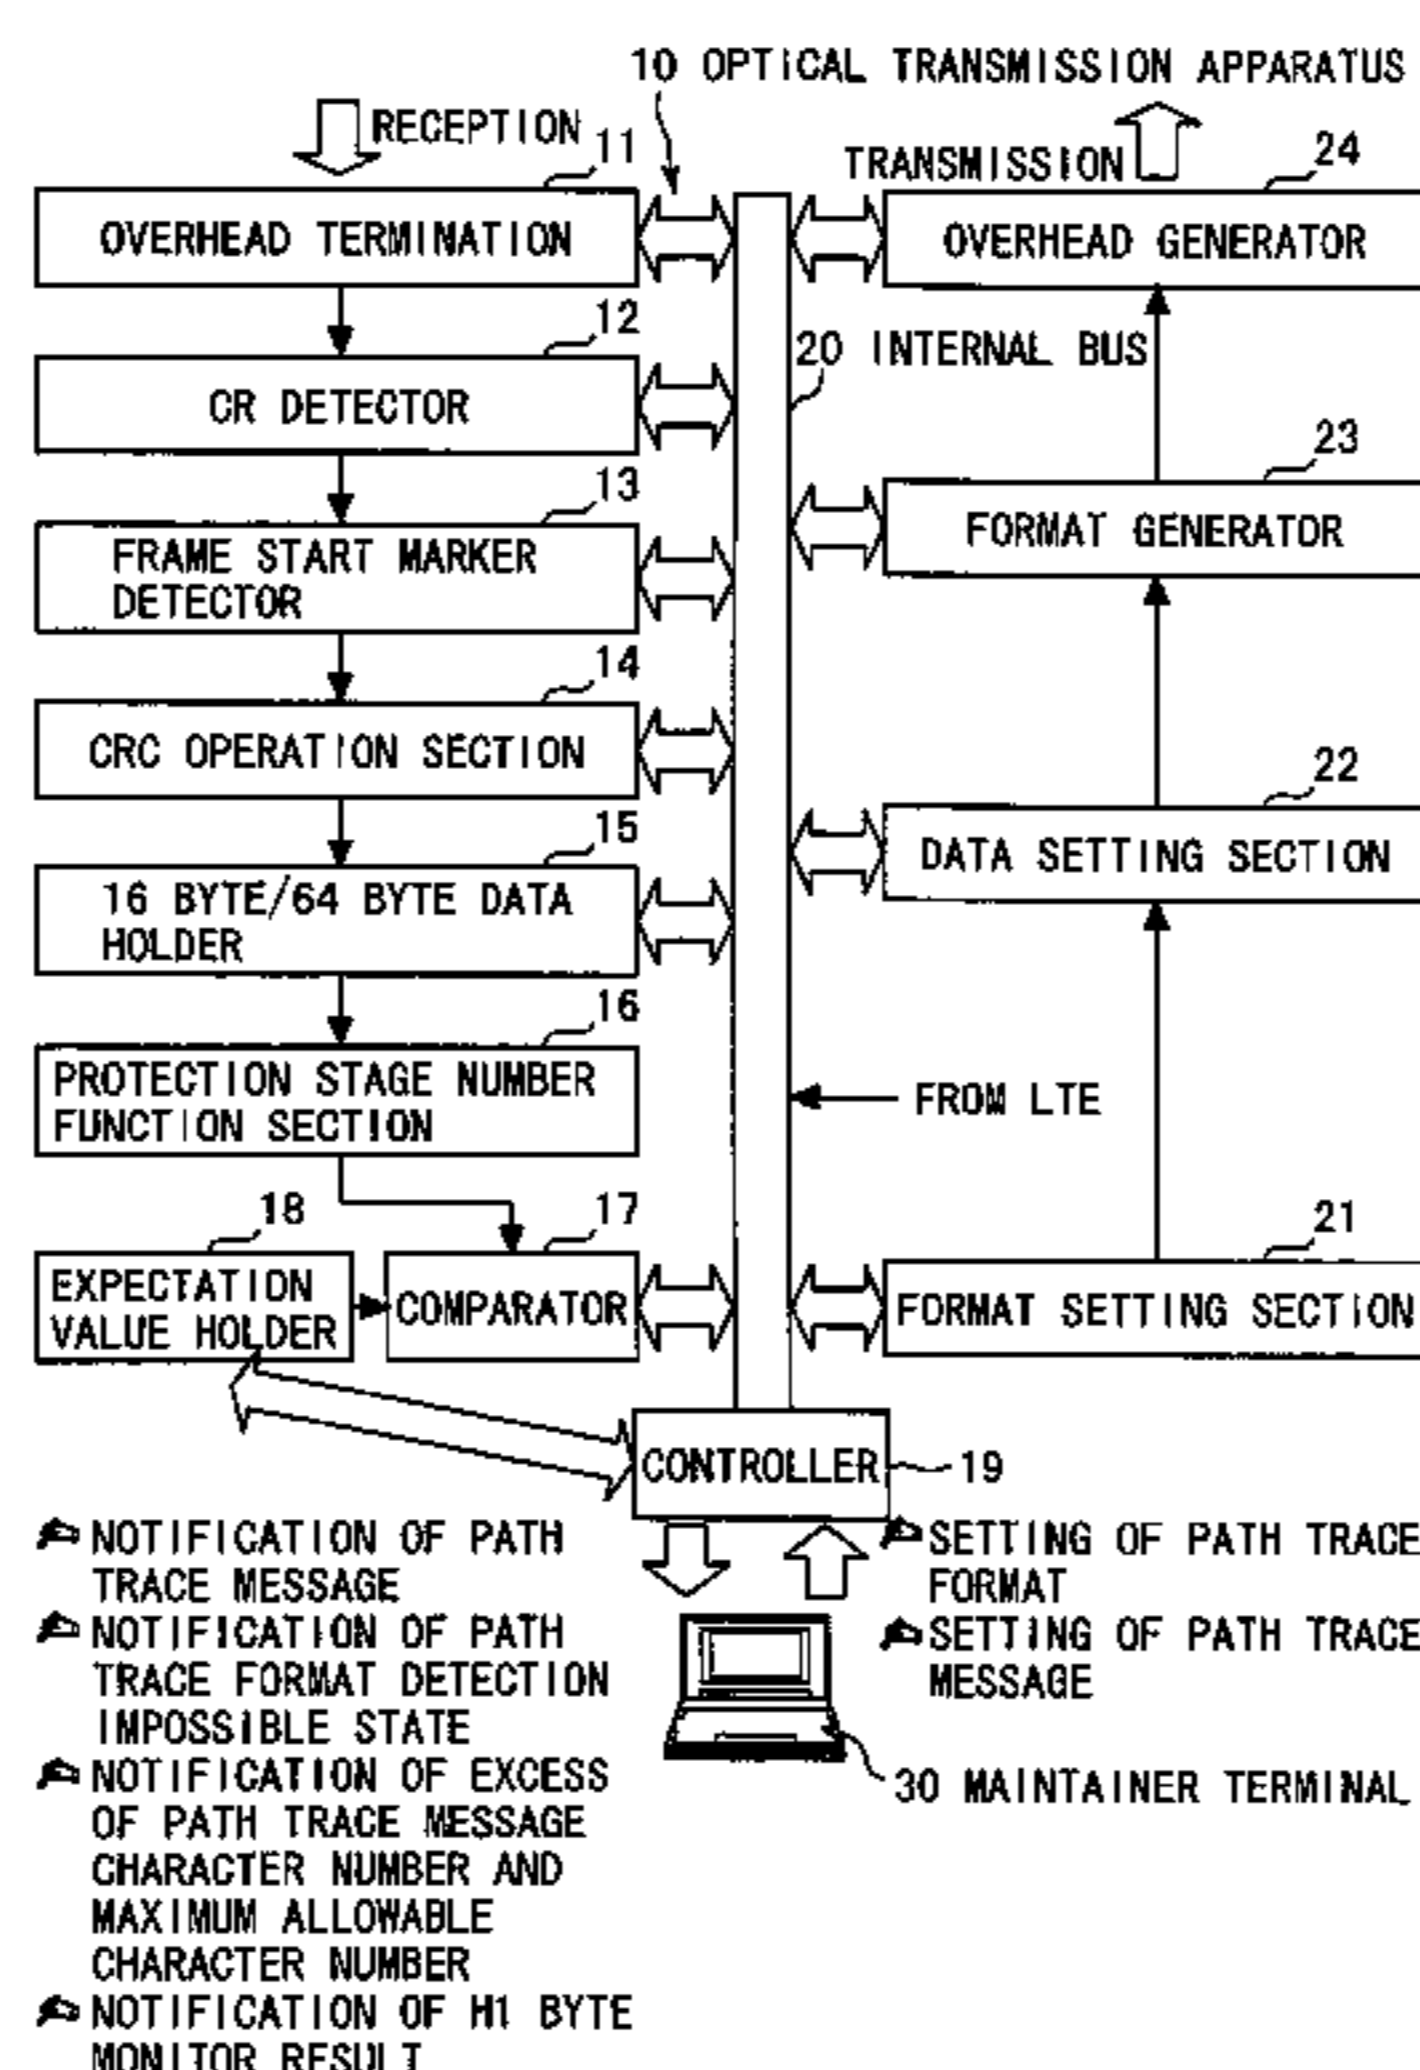 10 OPTICAL TRANSMISSION APPARATUS
RECEPTION
TRANSMISSION
11
OVERHEAD TERMINATION
24
OVERHEAD GENERATOR
12
CR DETECTOR
20 INTERNAL BUS
13
FRAME START MARKER
DETECTOR
23
FORMAT GENERATOR
14
CRC OPERATION SECTION
22
DATA SETTING SECTION
15
16 BYTE/64 BYTE DATA
HOLDER
16
PROTECTION STAGE NUMBER
FUNCTION SECTION
FROM LTE
18
EXPECTATION
VALUE HOLDER
17
COMPARATOR
21
FORMAT SETTING SECTION
CONTROLLER
19
NOTIFICATION OF PATH
TRACE MESSAGE
NOTIFICATION OF PATH
TRACE FORMAT DETECTION
IMPOSSIBLE STATE
NOTIFICATION OF EXCESS
OF PATH TRACE MESSAGE
CHARACTER NUMBER AND
MAXIMUM ALLOWABLE
CHARACTER NUMBER
NOTIFICATION OF H1 BYTE
MONITOR RESULT
SETTING OF PATH TRACE
FORMAT
SETTING OF PATH TRACE
MESSAGE
30 MAINTAINER TERMINAL